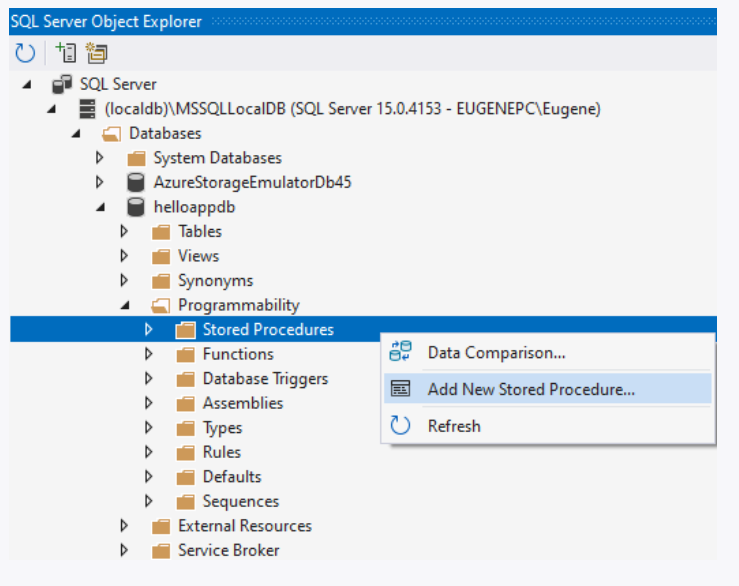 SQL Server Object Explorer
SQL Server
(localdb)\MSSQLLocalDB (SQL Server 15.0.4153 - EUGENEPC\Eugene)
Databases
System Databases
AzureStorageEmulatorDb45
helloappdb
Tables
Views
Synonyms
Programmability
Stored Procedures
Functions
Database Triggers
Assemblies
Types
Rules
Defaults
Sequences
External Resources
Service Broker
Data Comparison...
Add New Stored Procedure...
Refresh